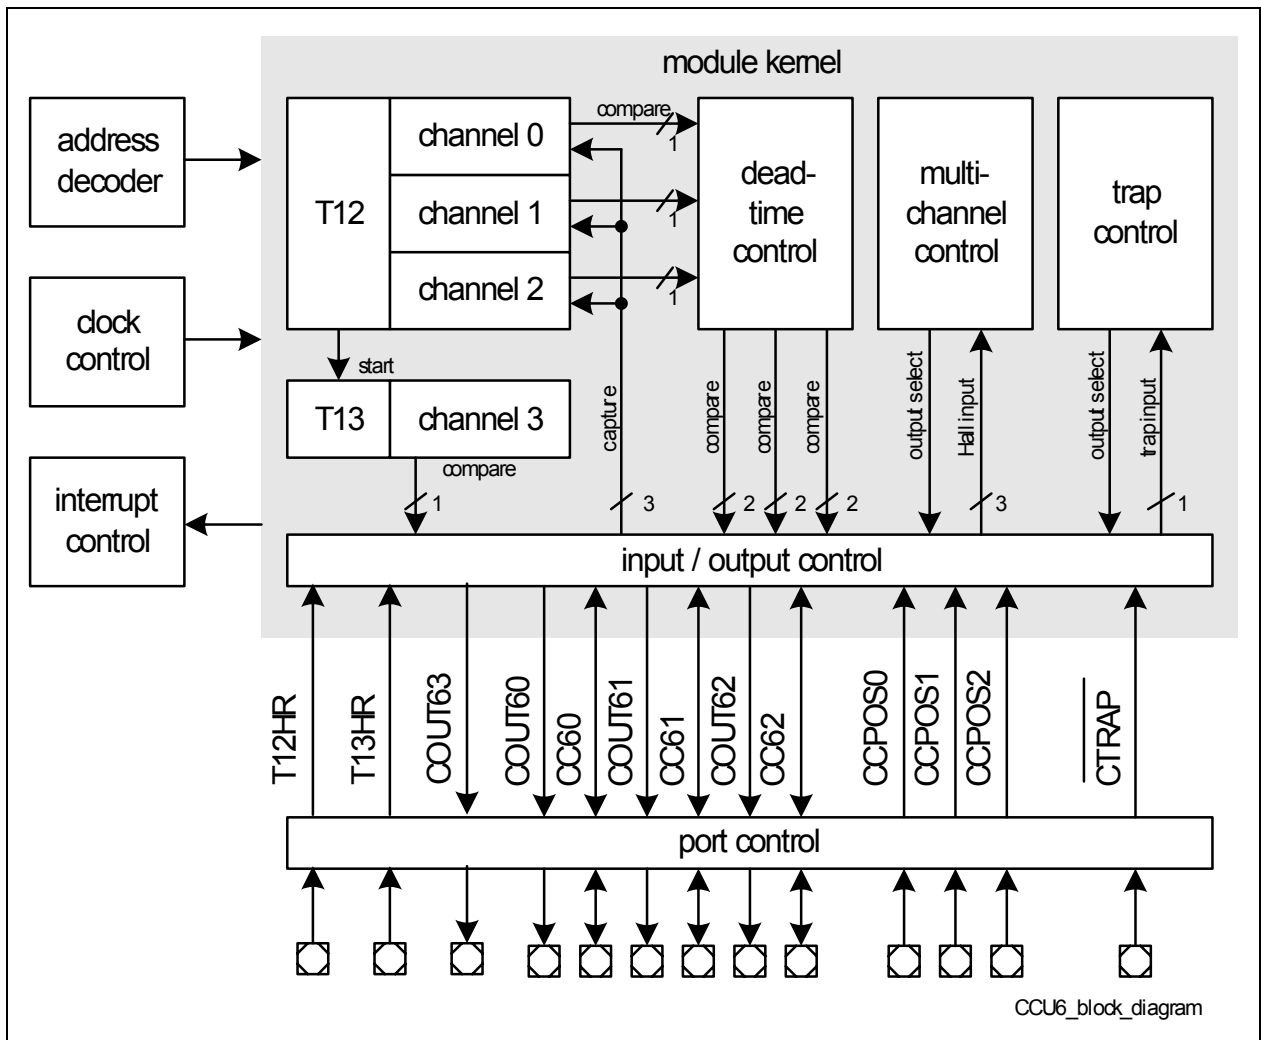 module kernel
address
decoder
clock
control
interrupt
control
T12
channel 0
channel 1
channel 2
compare
1
1
1
dead-
time
control
multi-
channel
control
trap
control
start
T13
channel 3
compare
1
capture
3
compare
2
compare
2
compare
2
output select
Hall input
3
output select
trap input
1
input / output control
T12HR
T13HR
COUT63
COUT60
CC60
COUT61
CC61
COUT62
CC62
CCPOS0
CCPOS1
CCPOS2
CTRAP
port control
CCU6_block_diagram